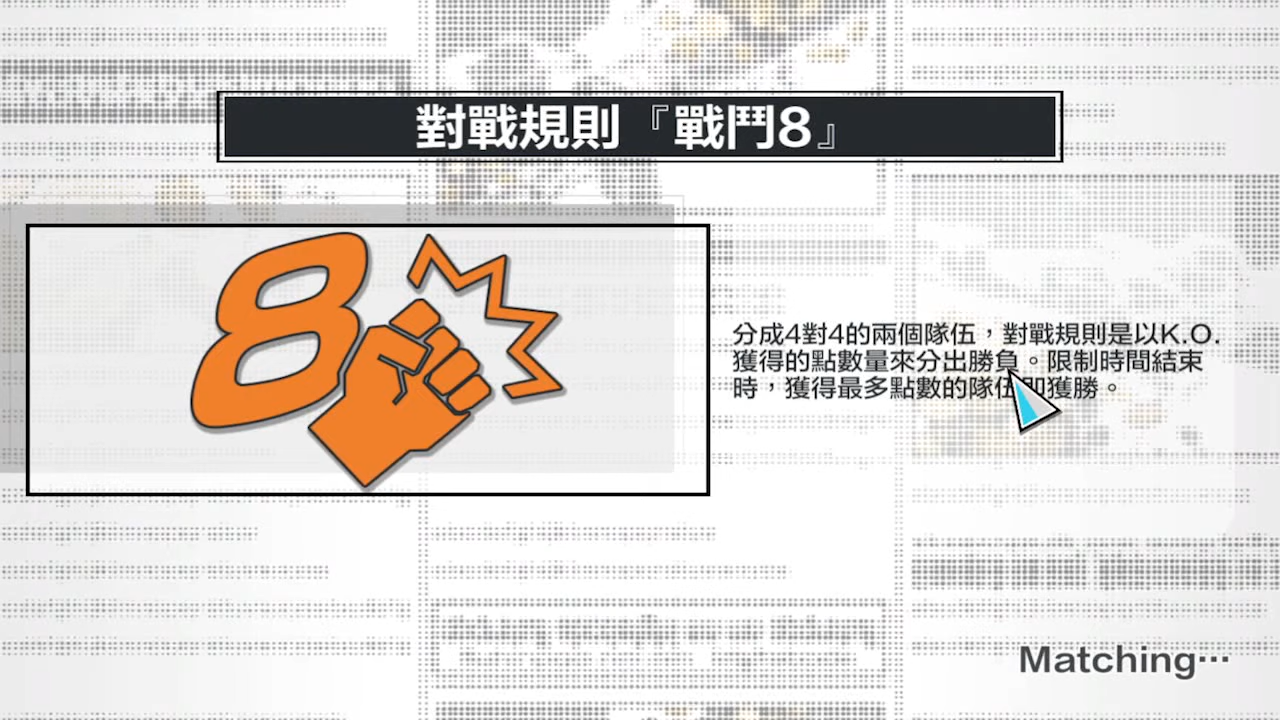 對戰規則『戰鬥8』
8
分成4對4的兩個隊伍，對戰規則是以K.O.
獲得的點數量來分出勝負。限制時間結束
時，獲得最多點數的隊伍即獲勝。
Matching…